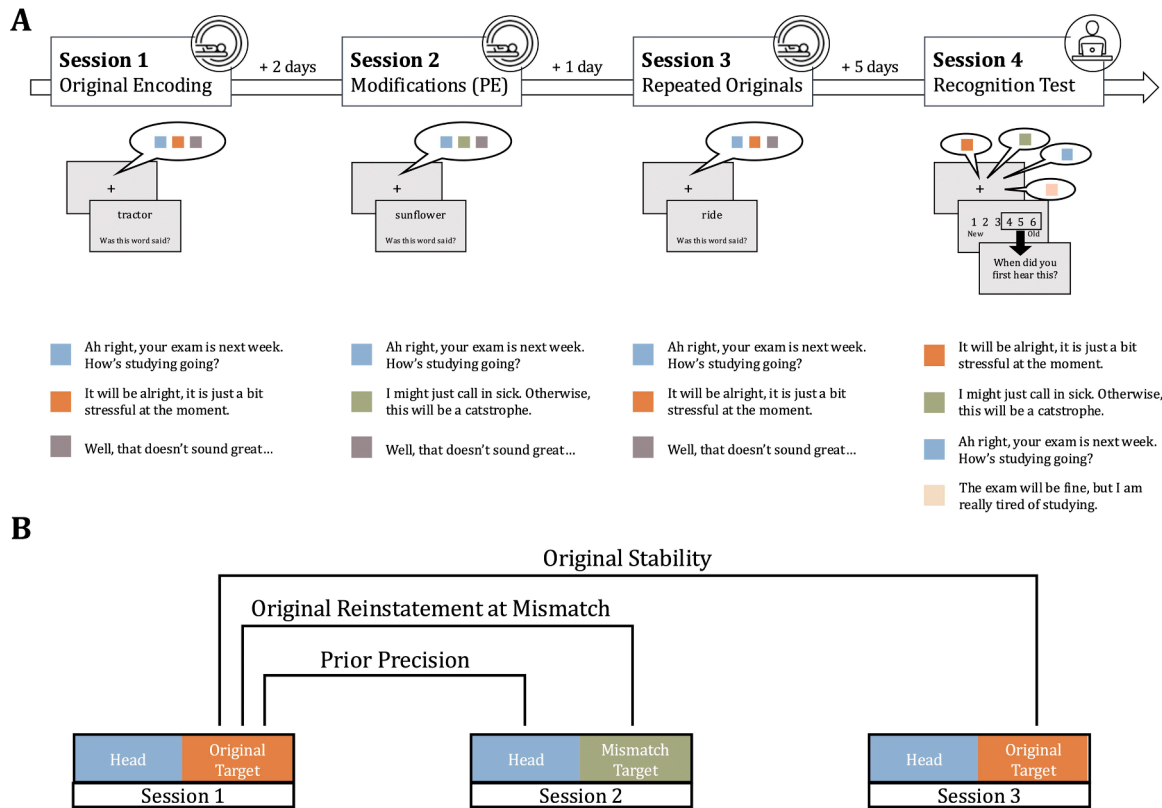 A
Session 1
Original Encoding
+ 2 days
Session 2
Modifications (PE)
+ 1 day
Session 3
Repeated Originals
+ 5 days
Session 4
Recognition Test
+
tractor
Was this word said?
+
sunflower
Was this word said?
+
ride
Was this word said?
+
1 2 3 4 5 6
New Old
When did you
first hear this?
Ah right, your exam is next week.
How's studying going?
It will be alright, it is just a bit
stressful at the moment.
Well, that doesn't sound great...
Ah right, your exam is next week.
How's studying going?
I might just call in sick. Otherwise,
this will be a catstrophe.
Well, that doesn't sound great...
Ah right, your exam is next week.
How's studying going?
It will be alright, it is just a bit
stressful at the moment.
Well, that doesn't sound great...
It will be alright, it is just a bit
stressful at the moment.
I might just call in sick. Otherwise,
this will be a catstrophe.
Ah right, your exam is next week.
How's studying going?
The exam will be fine, but I am
really tired of studying.
B
Original Stability
Original Reinstatement at Mismatch
Prior Precision
Head
Original
Target
Session 1
Head
Mismatch
Target
Session 2
Head
Original
Target
Session 3